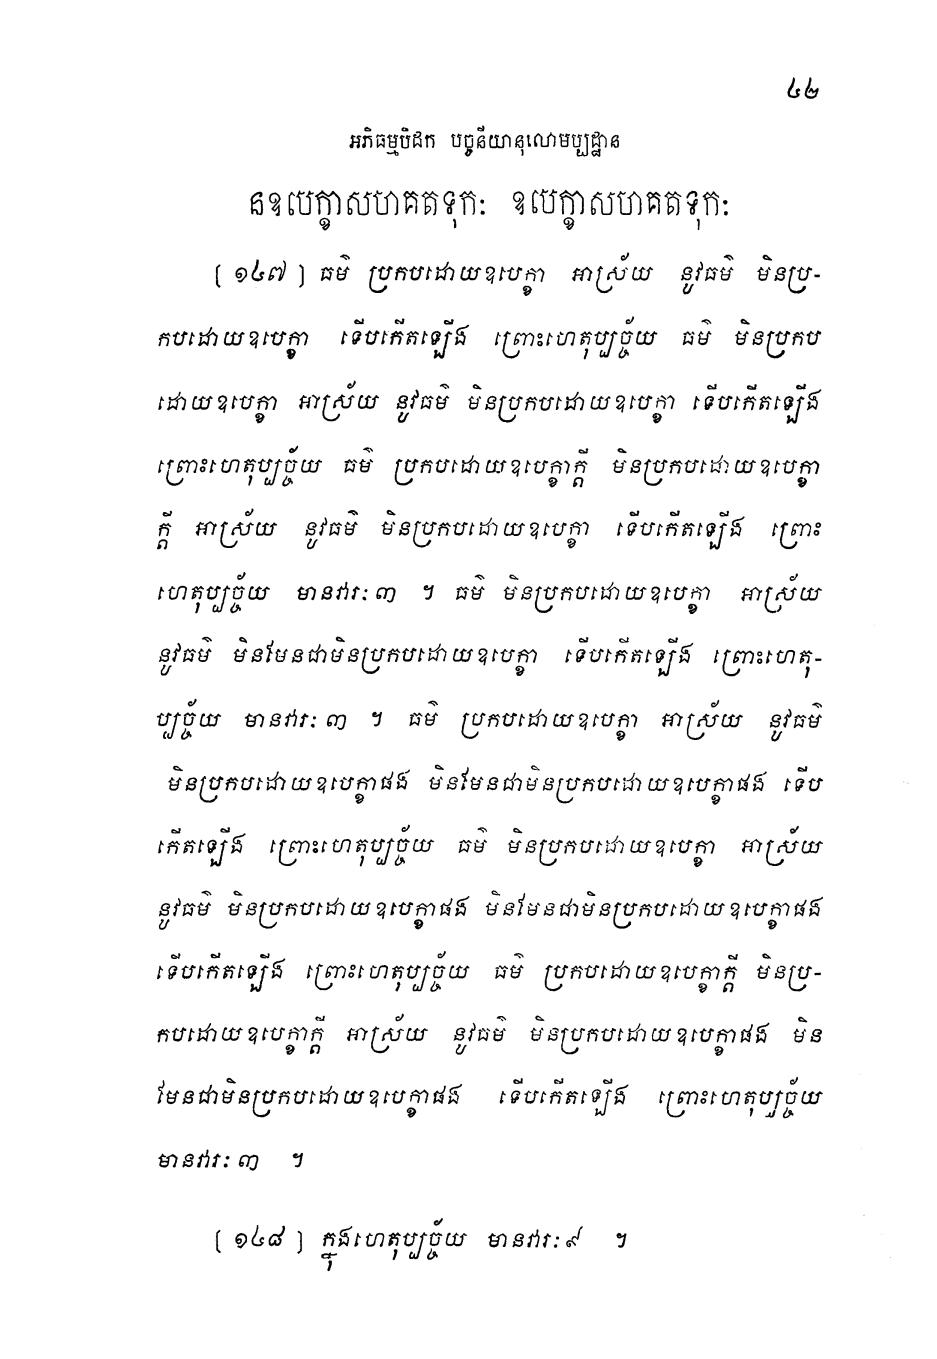 ៤២
អភិធម្មបិដក បច្ចនីយានុលោមប្បដ្ឋាន
នឧបេក្ខាសហគតទុកៈ ឧបេក្ខាសហគតទុកៈ
[ ១៤៧ ] ធម៌ ប្រកបដោយឧបេក្ខា អាស្រ័យ នូវធម៌ មិនប្រ-
កបដោយឧបេក្ខា ទើបកើតឡើង ព្រោះហេតុប្បច្ច័យ ធម៌ មិនប្រកប
ដោយឧបេក្ខា អាស្រ័យ នូវធម៌ មិនប្រកបដោយឧបេក្ខា ទើបកើតឡើង
ព្រោះហេតុប្បច្ច័យ ធម៌ ប្រកបដោយឧបេក្ខាក្តី មិនប្រកបដោយឧបេក្ខា
ក្តី អាស្រ័យ នូវធម៌ មិនប្រកបដោយឧបេក្ខា ទើបកើតឡើង ព្រោះ
ហេតុប្បច្ច័យ មានវារៈ ៣ ។ ធម៌ មិនប្រកបដោយឧបេក្ខា អាស្រ័យ
នូវធម៌ មិនមែនជាមិនប្រកបដោយឧបេក្ខា ទើបកើតឡើង ព្រោះហេតុ-
ប្បច្ច័យ មានវារៈ ៣ ។ ធម៌ ប្រកបដោយឧបេក្ខា អាស្រ័យ នូវធម៌
មិនប្រកបដោយឧបេក្ខាផង មិនមែនជាមិនប្រកបដោយឧបេក្ខាផង ទើប
កើតឡើង ព្រោះហេតុប្បច្ច័យ ធម៌ មិនប្រកបដោយឧបេក្ខា អាស្រ័យ
នូវធម៌ មិនប្រកបដោយឧបេក្ខាផង មិនមែនជាមិនប្រកបដោយឧបេក្ខាផង
ទើបកើតឡើង ព្រោះហេតុប្បច្ច័យ ធម៌ ប្រកបដោយឧបេក្ខាក្តី មិនប្រ-
កបដោយឧបេក្ខាក្តី អាស្រ័យ នូវធម៌ មិនប្រកបដោយឧបេក្ខាផង មិន
មែនជាមិនប្រកបដោយឧបេក្ខាផង ទើបកើតឡើង ព្រោះហេតុប្បច្ច័យ
មានវារៈ ៣ ។
[ ១៤៨ ] ក្នុងហេតុប្បច្ច័យ មានវារៈ ៩ ។